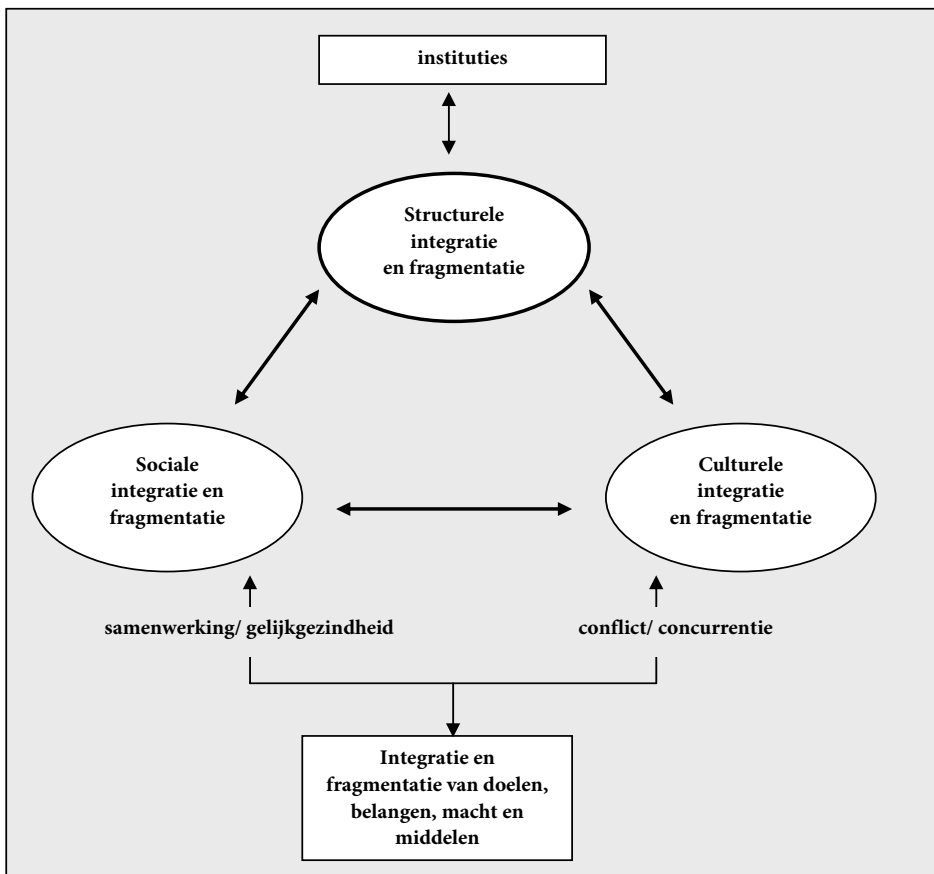 instituties
Structurele
integratie
en fragmentatie
Sociale
integratie en
fragmentatie
Culturele
integratie
en fragmentatie
samenwerking/ gelijkgezindheid
conflict/ concurrentie
Integratie en
fragmentatie van doelen,
belangen, macht en
middelen